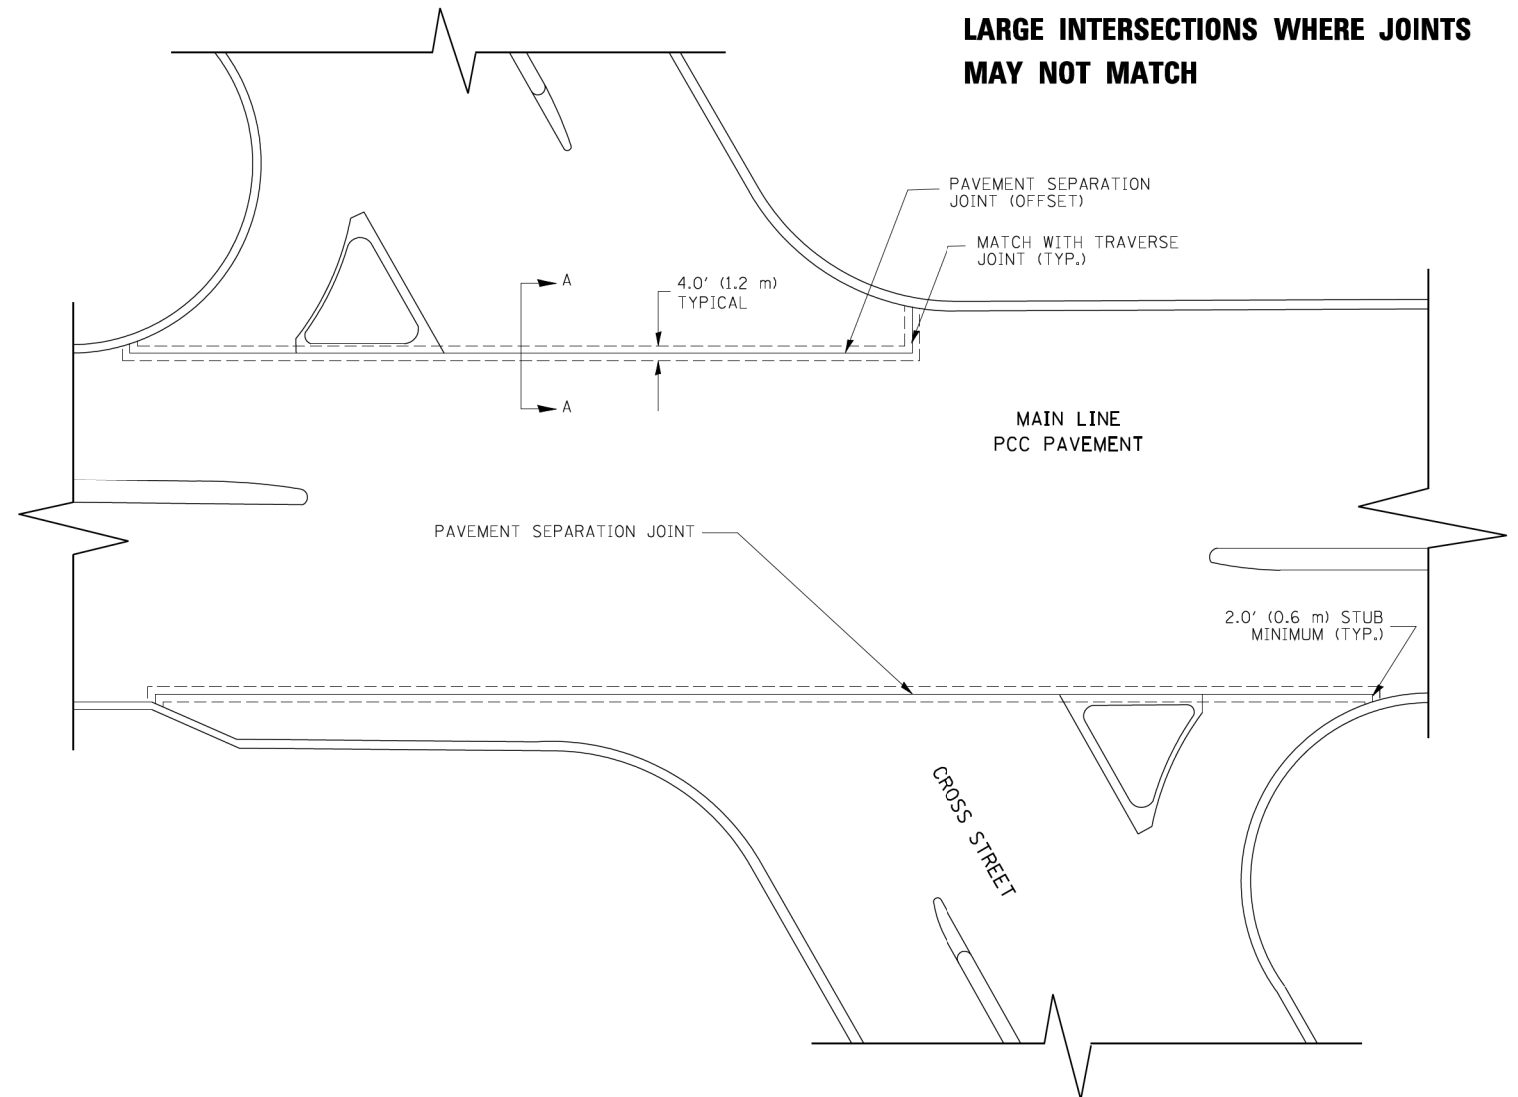 LARGE INTERSECTIONS WHERE JOINTS
MAY NOT MATCH
PAVEMENT SEPARATION
JOINT (OFFSET)
MATCH WITH TRAVERSE
JOINT (TYP.)
A
4.0' (1.2 m)
TYPICAL
A
MAIN LINE
PCC PAVEMENT
PAVEMENT SEPARATION JOINT
2.0' (0.6 m) STUB
MINIMUM (TYP.)
CROSS STREET